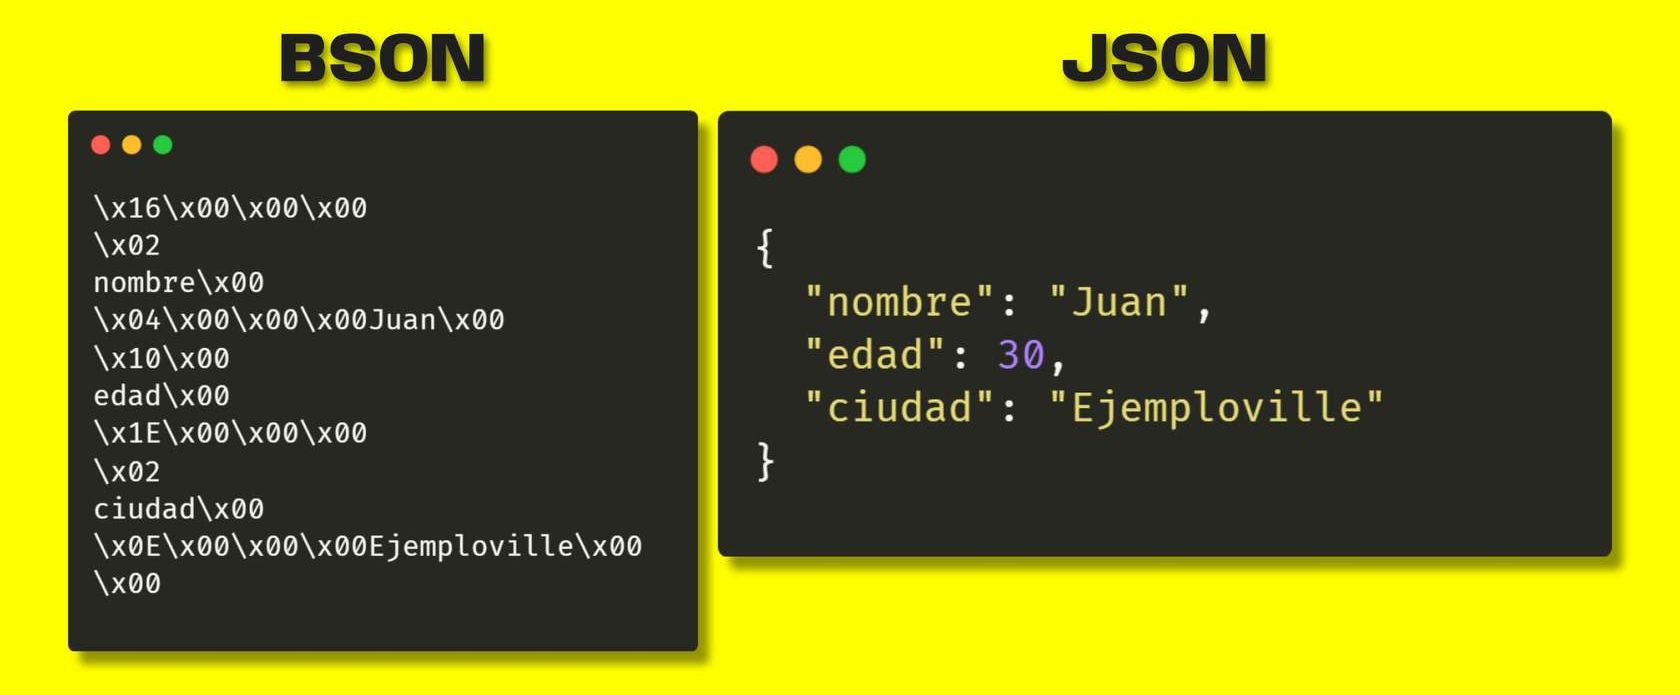 BSON
\x16\x00\x00\x00
\x02
nombre\x00
\x04\x00\x00\x00Juan\x00
\x10\x00
edad\x00
\x1E\x00\x00\x00
\x02
ciudad\x00
\x0E\x00\x00\x00Ejemploville\x00
\x00
JSON
{
  "nombre": "Juan",
  "edad": 30,
  "ciudad": "Ejemploville"
}